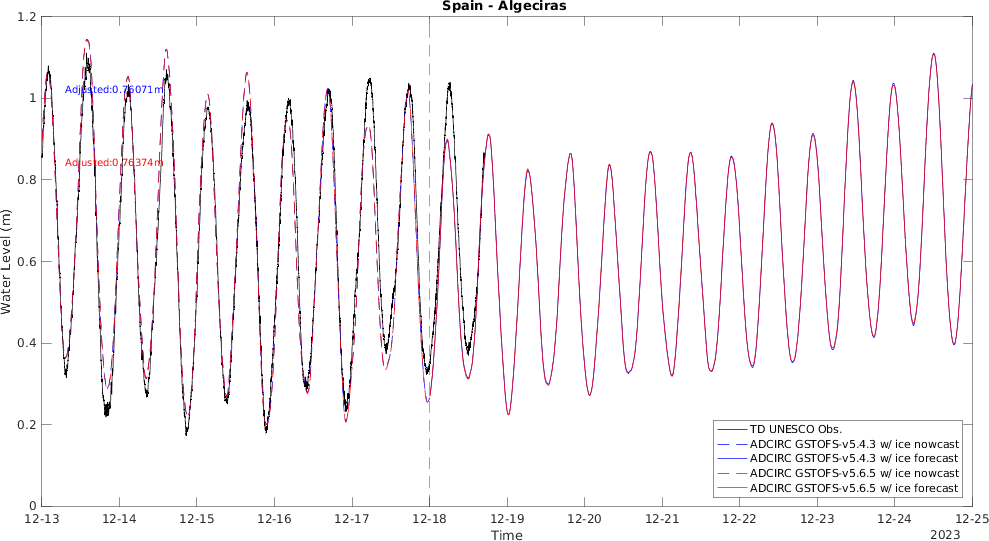 Spain - Algeciras
1.2
1
0.8
0.6
0.4
0.2
0
Water Level (m)
Adjusted:0.76071m
Adjusted:0.76374m
TD UNESCO Obs.
ADCIRC GSTOFS-v5.4.3 w/ ice nowcast
ADCIRC GSTOFS-v5.4.3 w/ ice forecast
ADCIRC GSTOFS-v5.6.5 w/ ice nowcast
ADCIRC GSTOFS-v5.6.5 w/ ice forecast
12-13 12-14 12-15 12-16 12-17 12-18 12-19 12-20 12-21 12-22 12-23 12-24 12-25
Time
2023